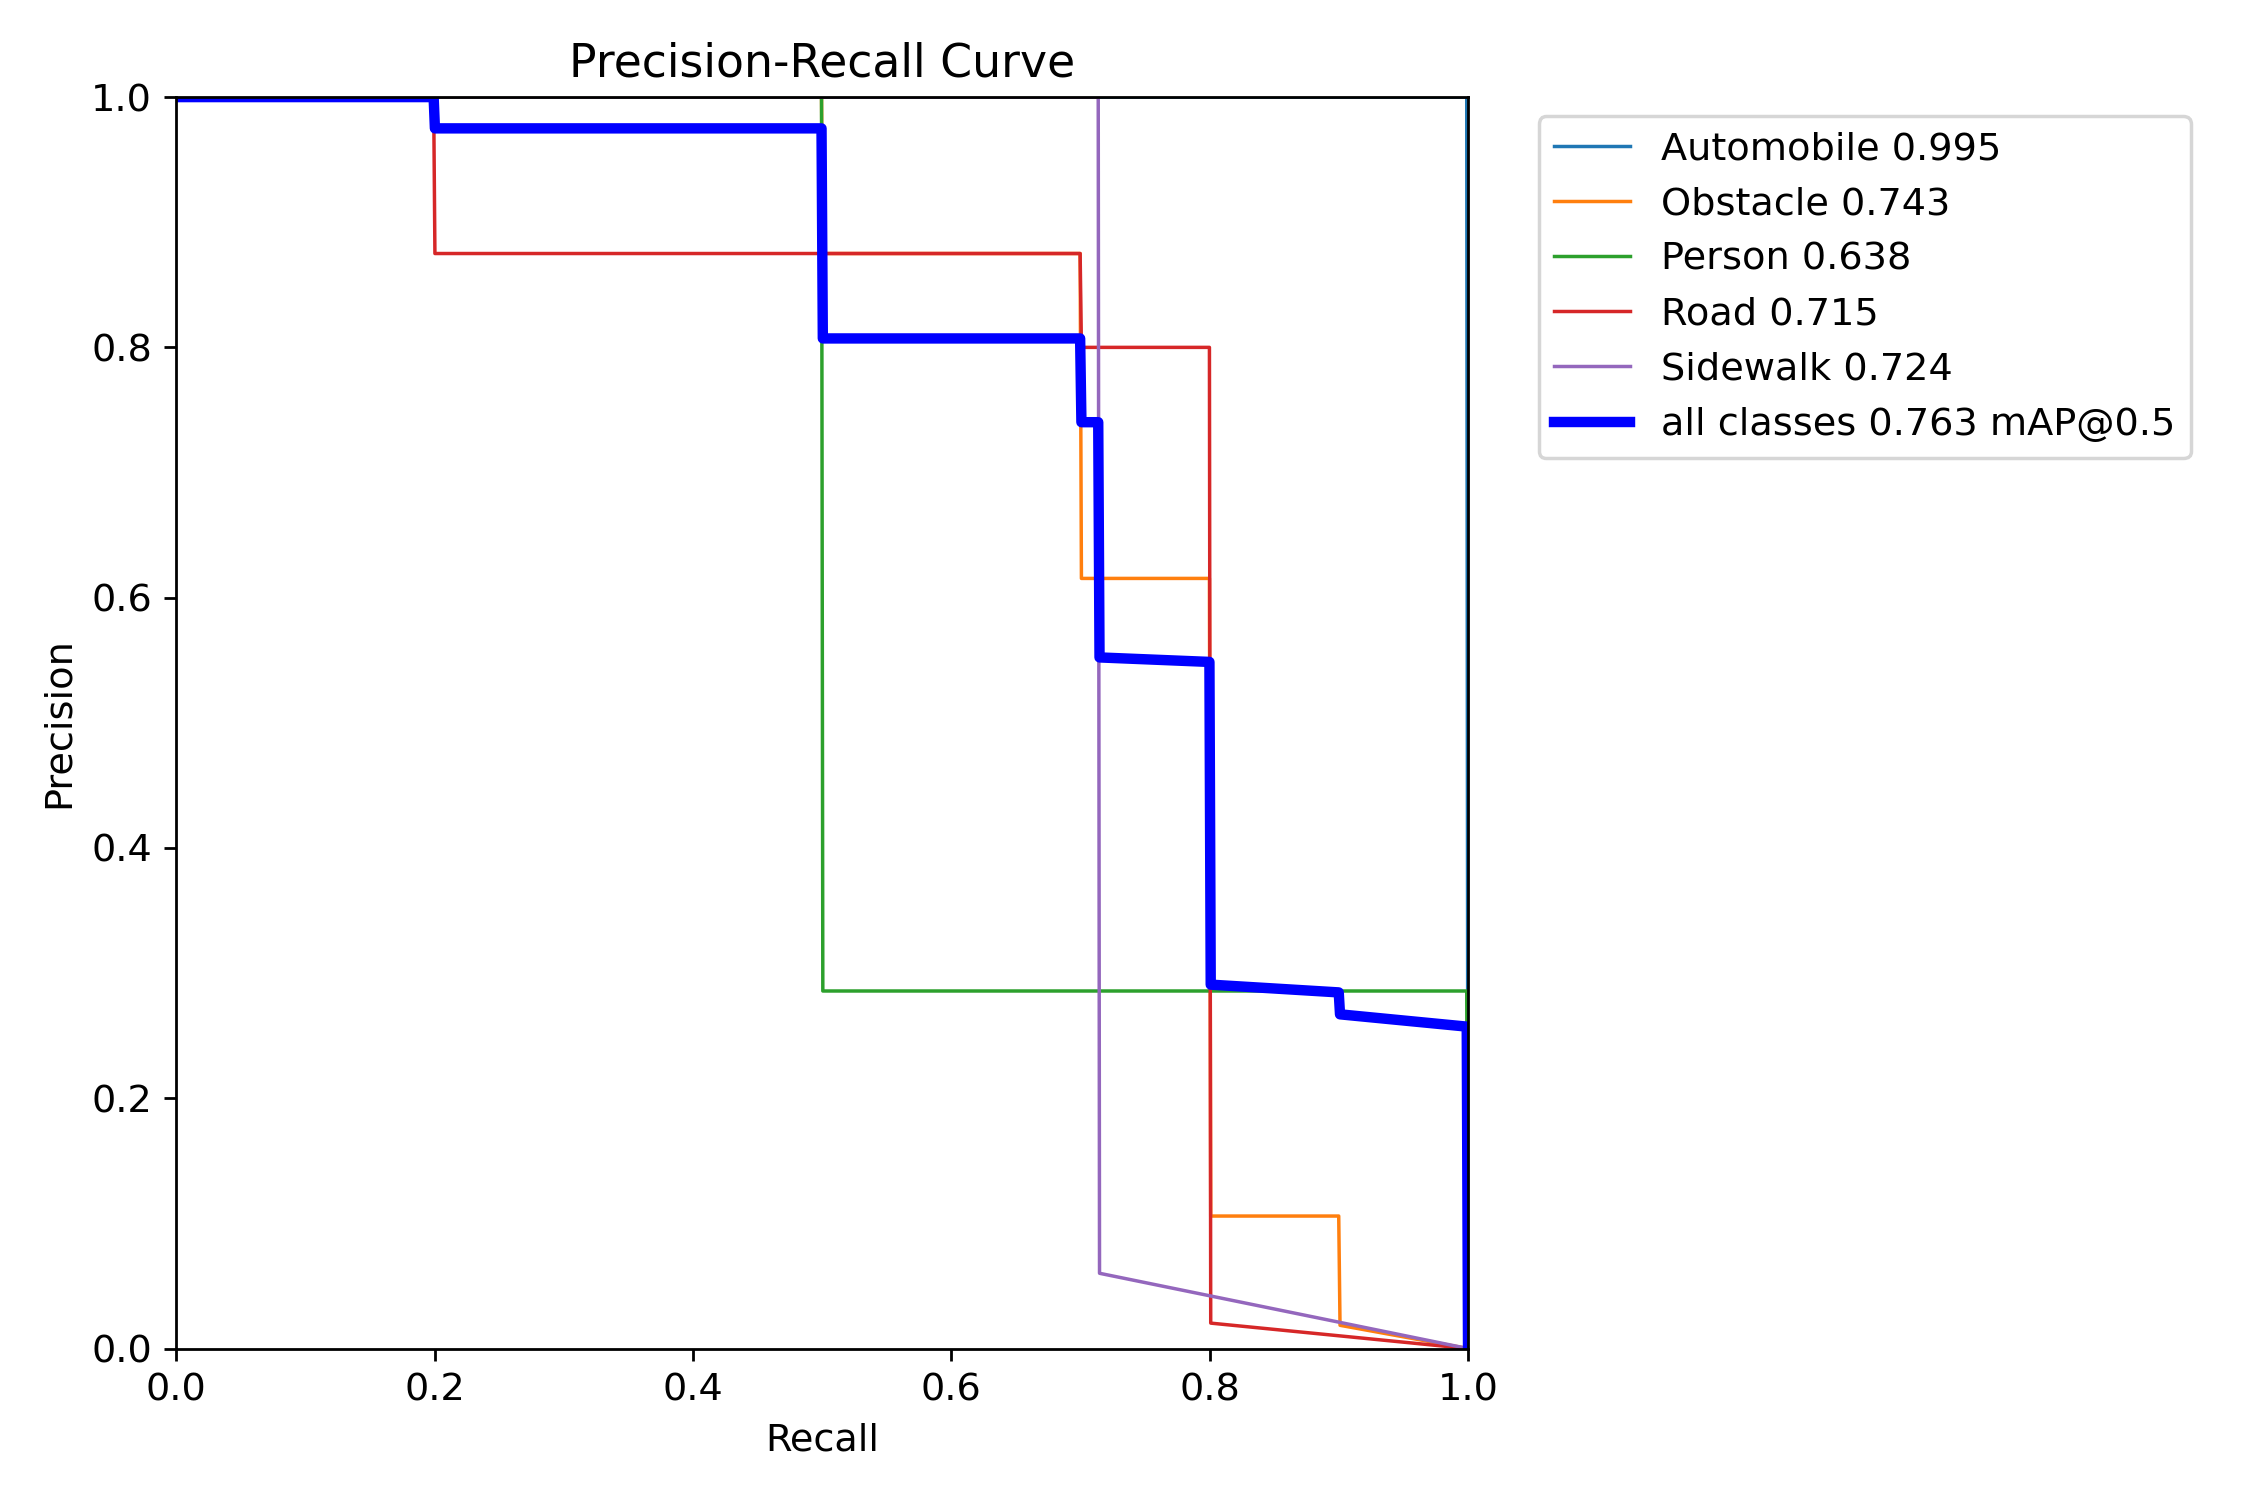 Precision-Recall Curve
1.0
0.8
0.6
0.4
0.2
0.0
Precision
0.0 0.2 0.4 0.6 0.8 1.0
Recall
Automobile 0.995
Obstacle 0.743
Person 0.638
Road 0.715
Sidewalk 0.724
all classes 0.763 mAP@0.5